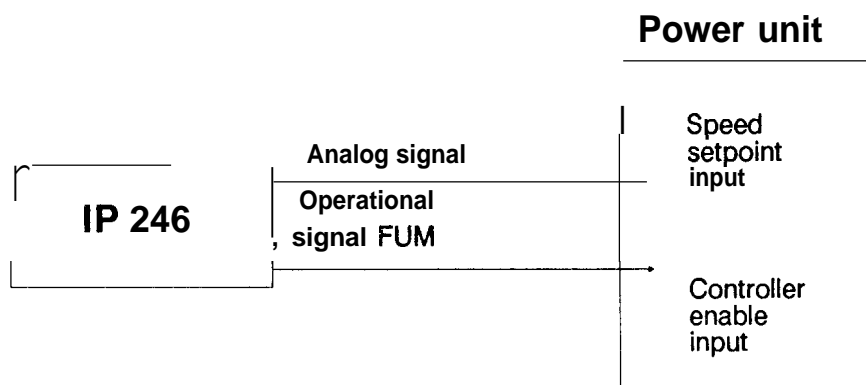 Power unit
Speed
setpoint
input
Analog signal
Operational
signal FUM
IP 246
Controller
enable
input